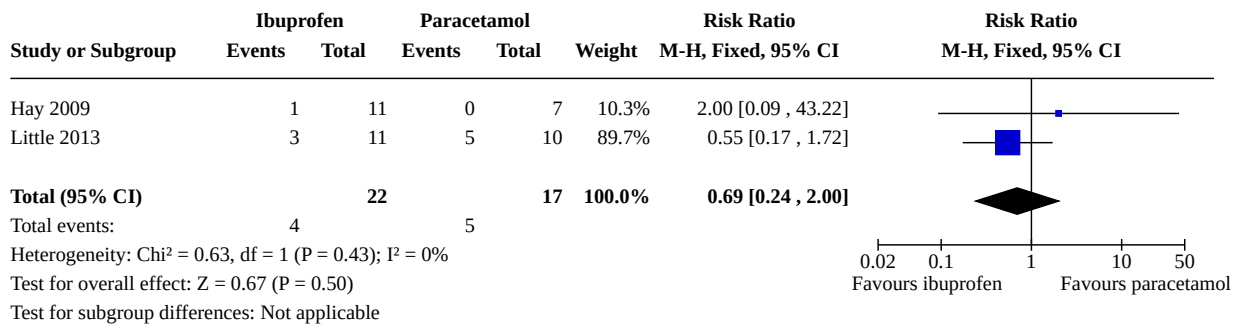 Ibuprofen Paracetamol Risk Ratio Risk Ratio
Study or Subgroup Events Total Events Total Weight M-H, Fixed, 95% CI M-H, Fixed, 95% CI
Hay 2009 1 11 0 7 10.3% 2.00 [0.09 , 43.22]
Little 2013 3 11 5 10 89.7% 0.55 [0.17 , 1.72]
Total (95% CI) 22 17 100.0% 0.69 [0.24 , 2.00]
Total events: 4 5
Heterogeneity: Chi² = 0.63, df = 1 (P = 0.43); I² = 0%
0.02 0.1 1 10 50
Test for overall effect: Z = 0.67 (P = 0.50) Favours ibuprofen Favours paracetamol
Test for subgroup differences: Not applicable